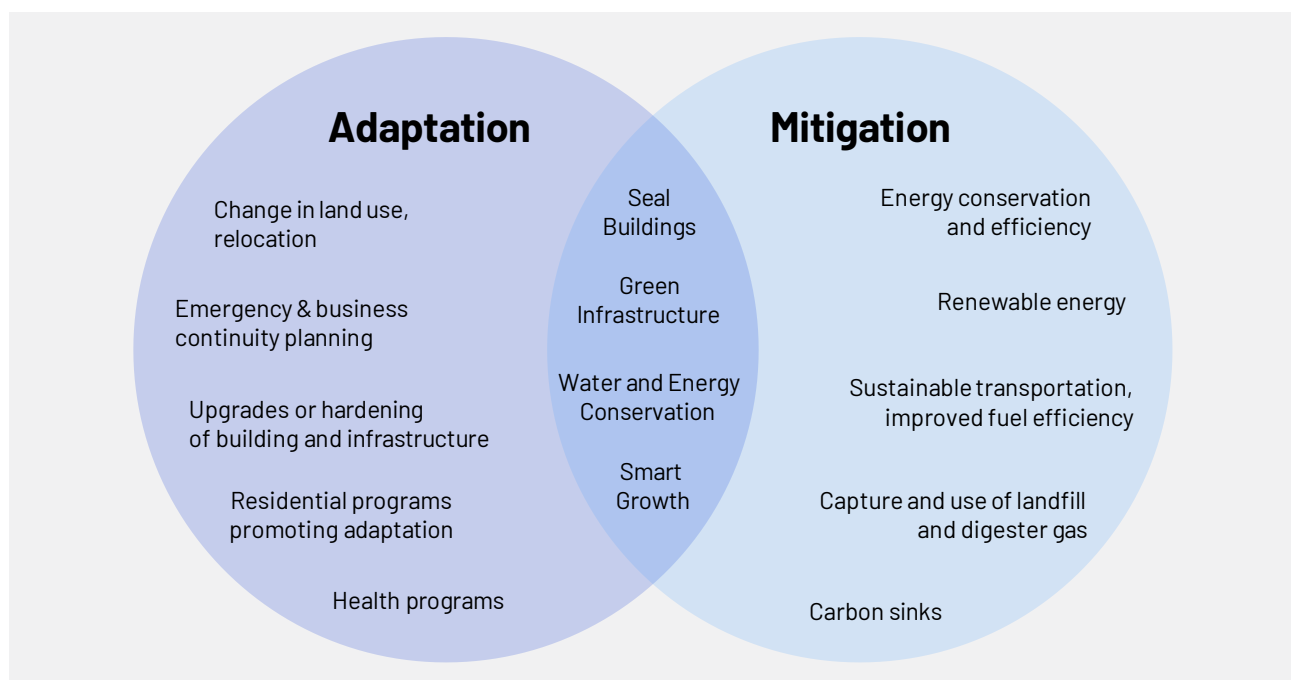 Adaptation
Change in land use,
relocation
Emergency & business
continuity planning
Upgrades or hardening
of building and infrastructure
Residential programs
promoting adaptation
Health programs
Seal
Buildings
Green
Infrastructure
Water and Energy
Conservation
Smart
Growth
Mitigation
Energy conservation
and efficiency
Renewable energy
Sustainable transportation,
improved fuel efficiency
Capture and use of landfill
and digester gas
Carbon sinks